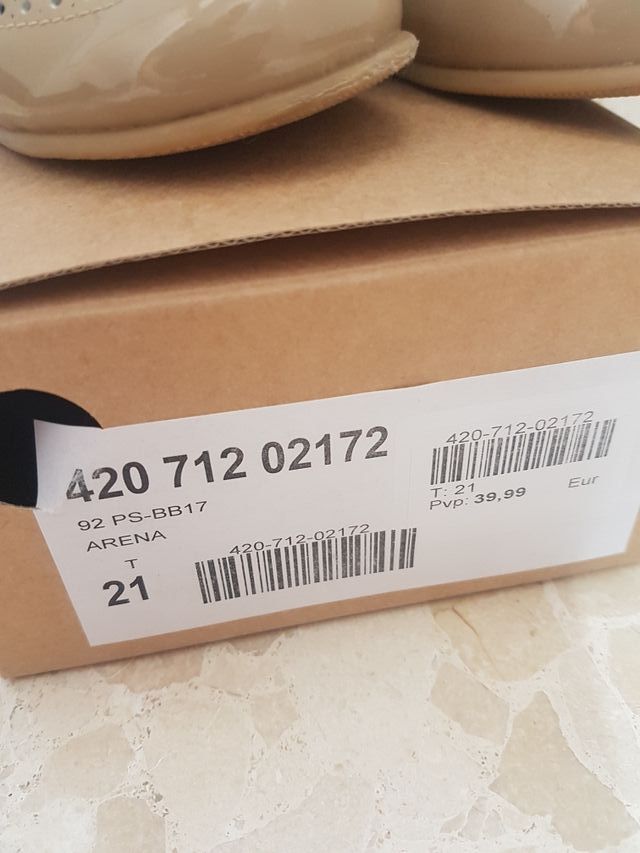 420 712 02172
92 PS-BB17
ARENA
T
21
420-712-02172
420-712-02172
T: 21
Pvp: 39,99 Eur